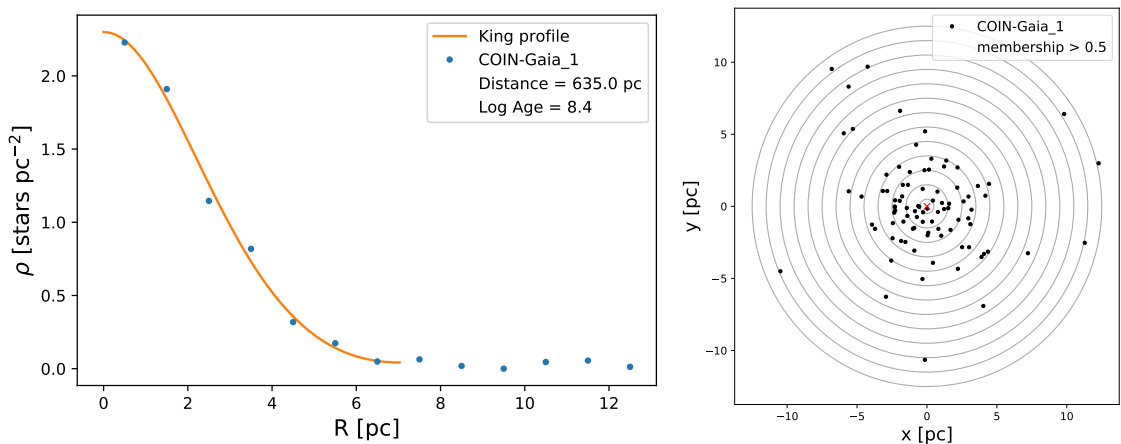 King profile
COIN-Gaia_1
Distance = 635.0 pc
Log Age = 8.4
2.0
1.5
1.0
0.5
0.0
ρ [stars pc⁻²]
0 2 4 6 8 10 12
R [pc]
COIN-Gaia_1
membership > 0.5
10
5
0
−5
−10
y [pc]
−10 −5 0 5 10
x [pc]